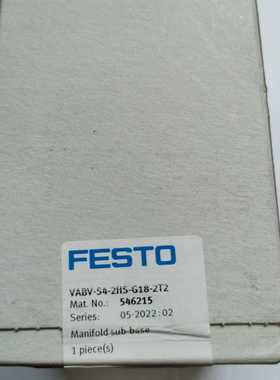 FESTO
VABV-S4-2HS-G18-2T2
Mat. No.: 546215
Series: 05-2022:02
Manifold sub-base
1 piece(s)